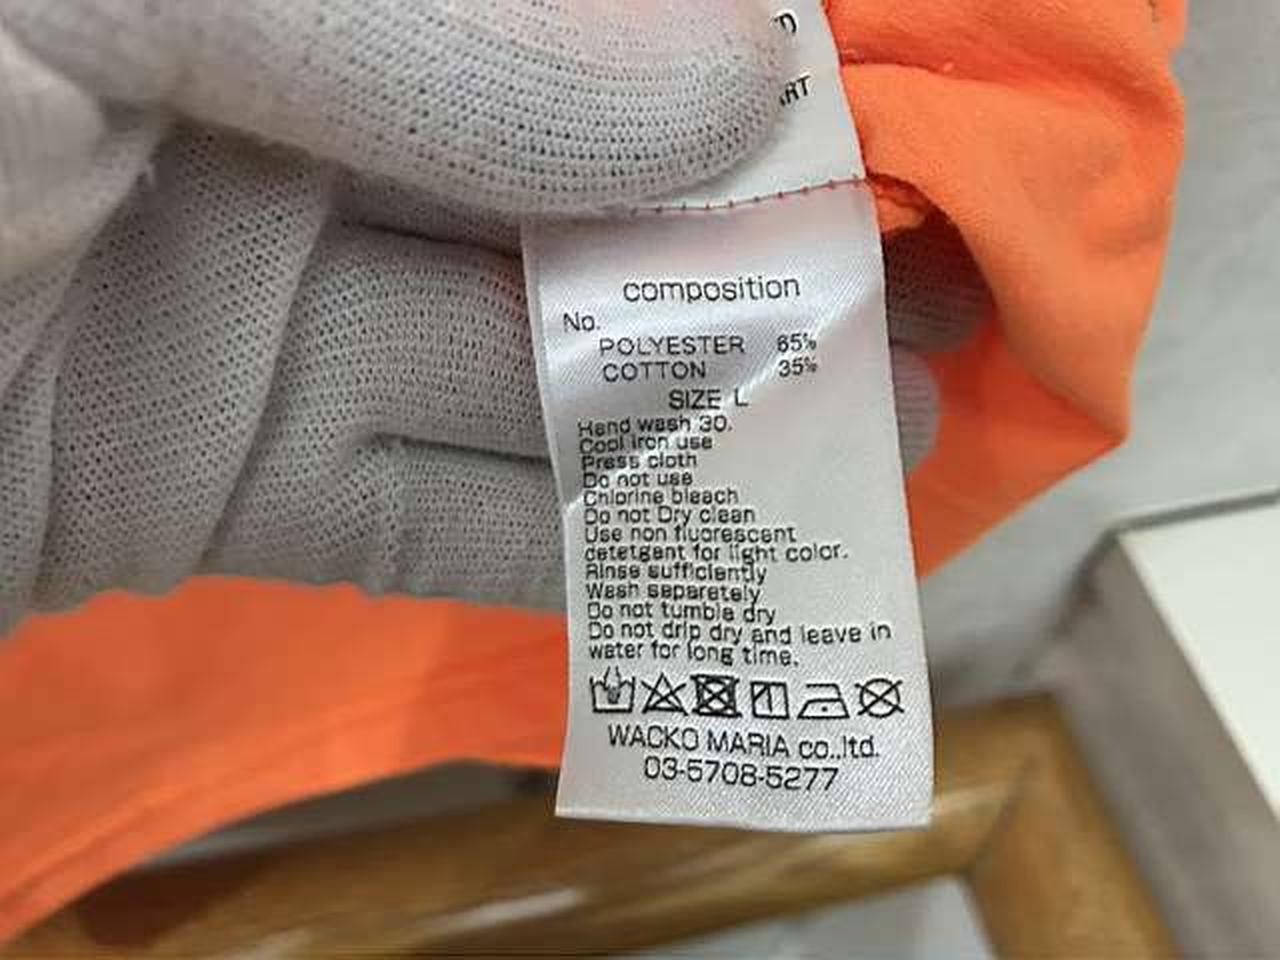 composition
No.
POLYESTER 65%
COTTON 35%
SIZE L
Hand wash 30.
Cool iron use
Press cloth
Do not use
Chlorine bleach
Do not Dry clean
Use non fluorescent
detetgent for light color.
Rinse sufficiently
Wash separetely
Do not tumble dry
Do not drip dry and leave in
water for long time.
WACKO MARIA co.,ltd.
03-5708-5277